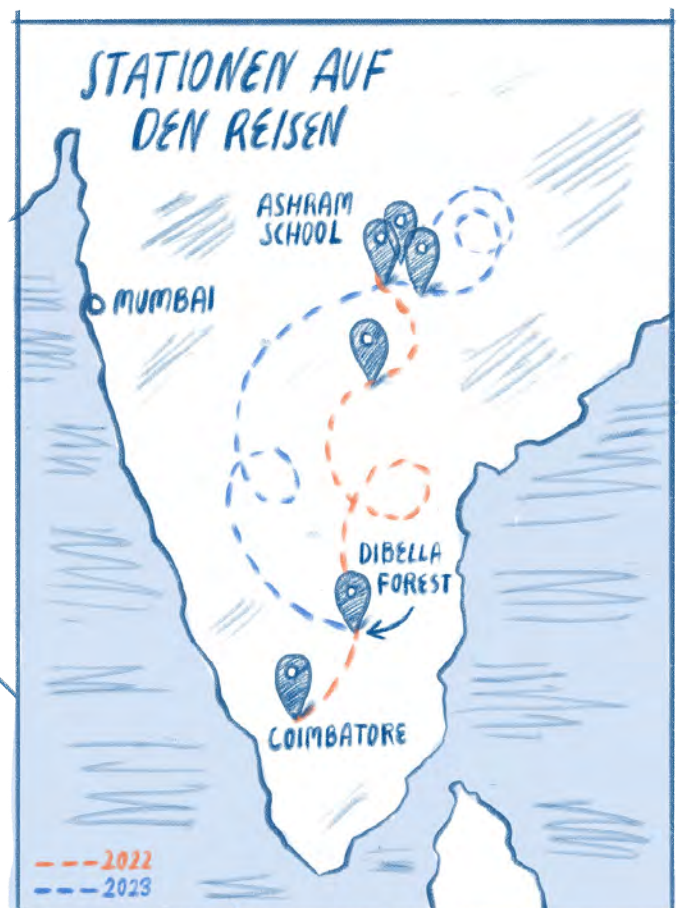 STATIONEN AUF
DEN REISEN
ASHRAM
SCHOOL
MUMBAI
DIBELLA
FOREST
COIMBATORE
2022
2023